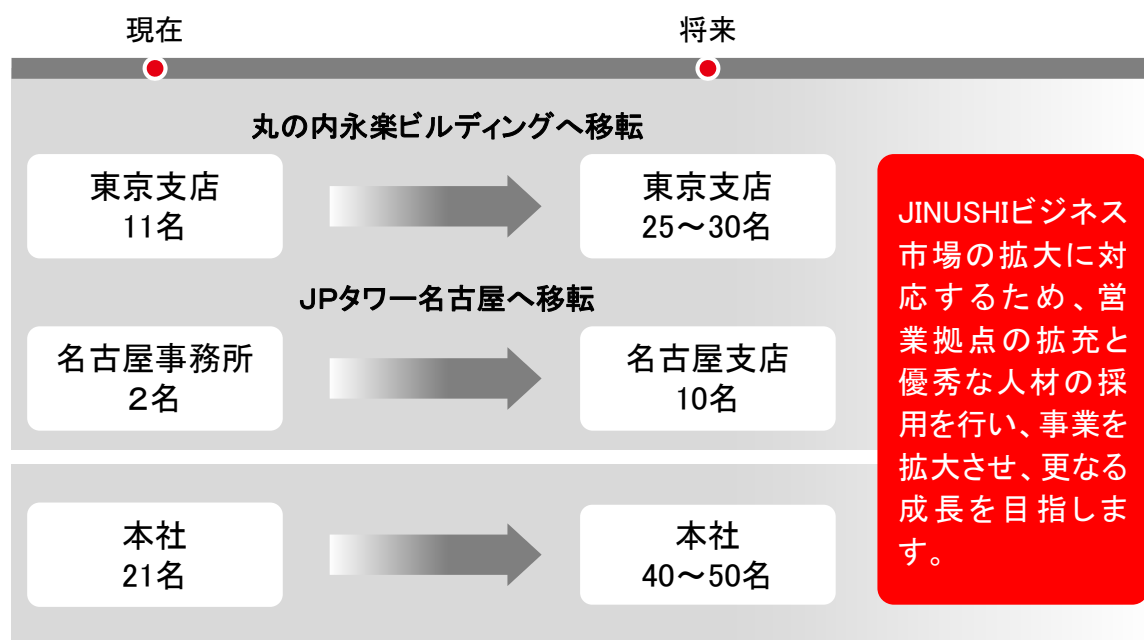 現在
将来
丸の内永楽ビルディングへ移転
東京支店
11名
東京支店
25～30名
JPタワー名古屋へ移転
名古屋事務所
２名
名古屋支店
10名
本社
21名
本社
40～50名
JINUSHIビジネス
市場の拡大に対
応するため、営
業拠点の拡充と
優秀な人材の採
用を行い、事業を
拡大させ、更なる
成長を目指しま
す。